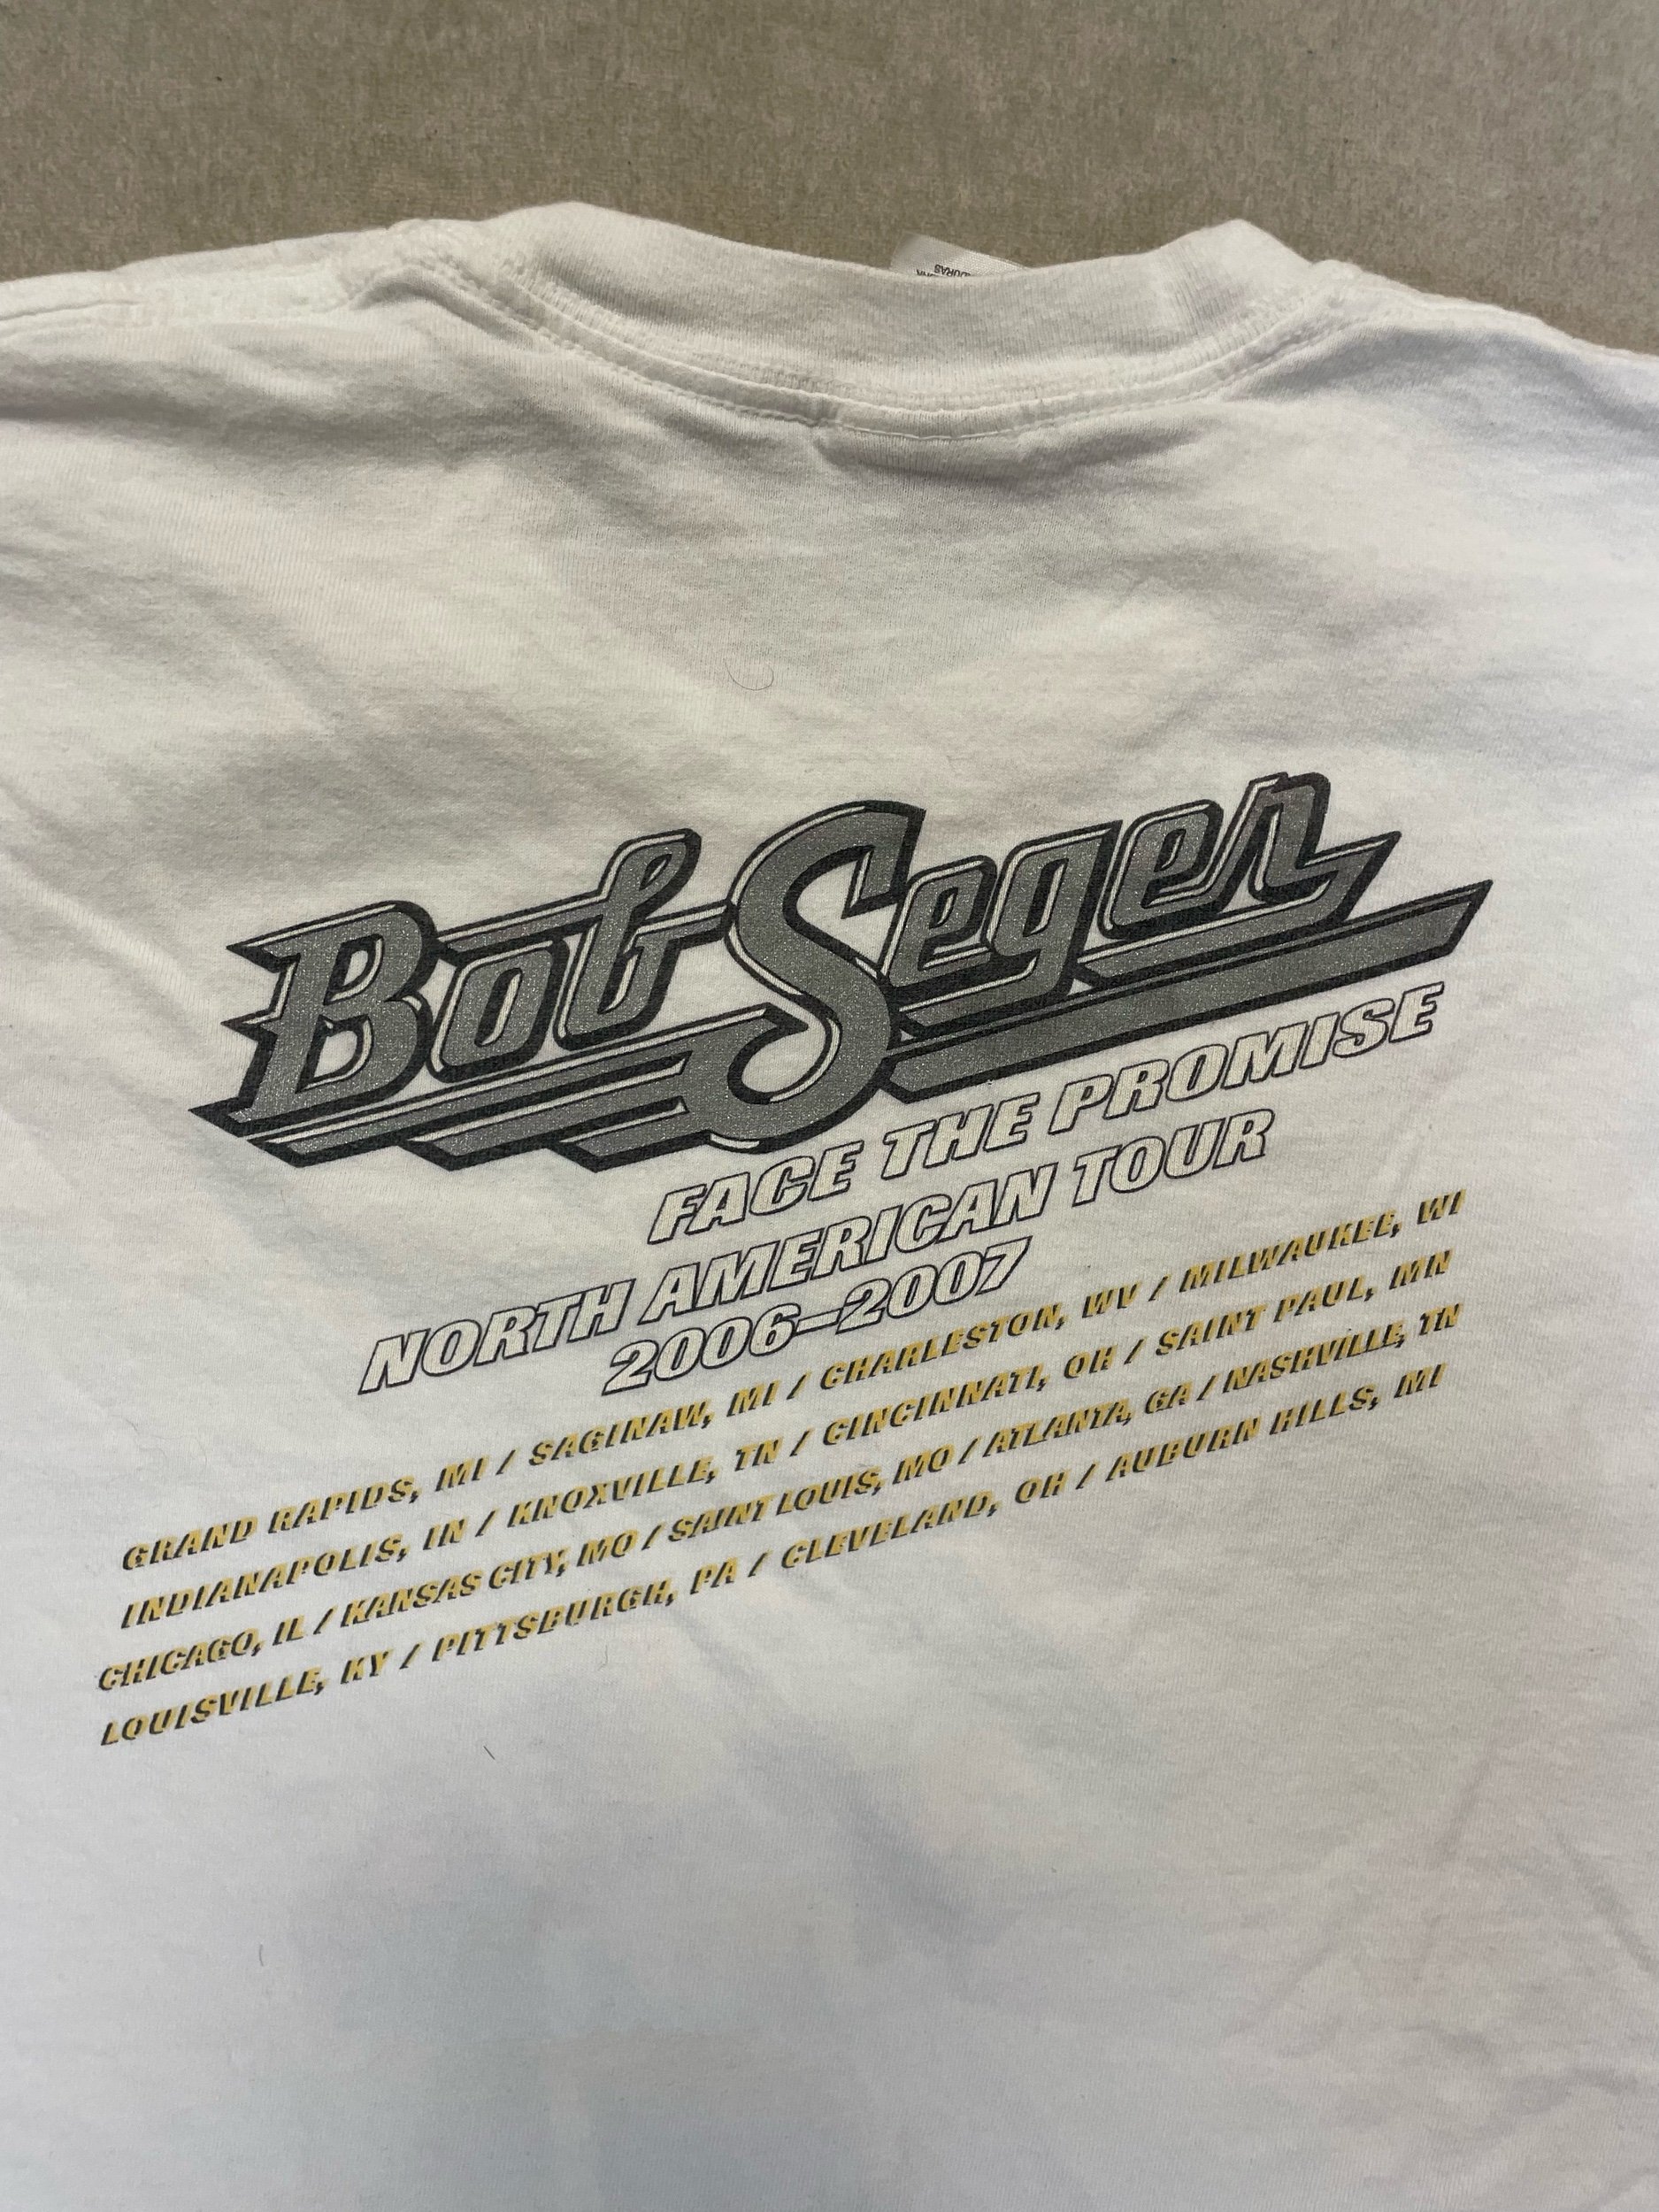 Bob Seger
FACE THE PROMISE
NORTH AMERICAN TOUR
2006–2007
GRAND RAPIDS, MI / SAGINAW, MI / CHARLESTON, WV / MILWAUKEE, WI
INDIANAPOLIS, IN / KNOXVILLE, TN / CINCINNATI, OH / SAINT PAUL, MN
CHICAGO, IL / KANSAS CITY, MO / SAINT LOUIS, MO / ATLANTA, GA / NASHVILLE, TN
LOUISVILLE, KY / PITTSBURGH, PA / CLEVELAND, OH / AUBURN HILLS, MI